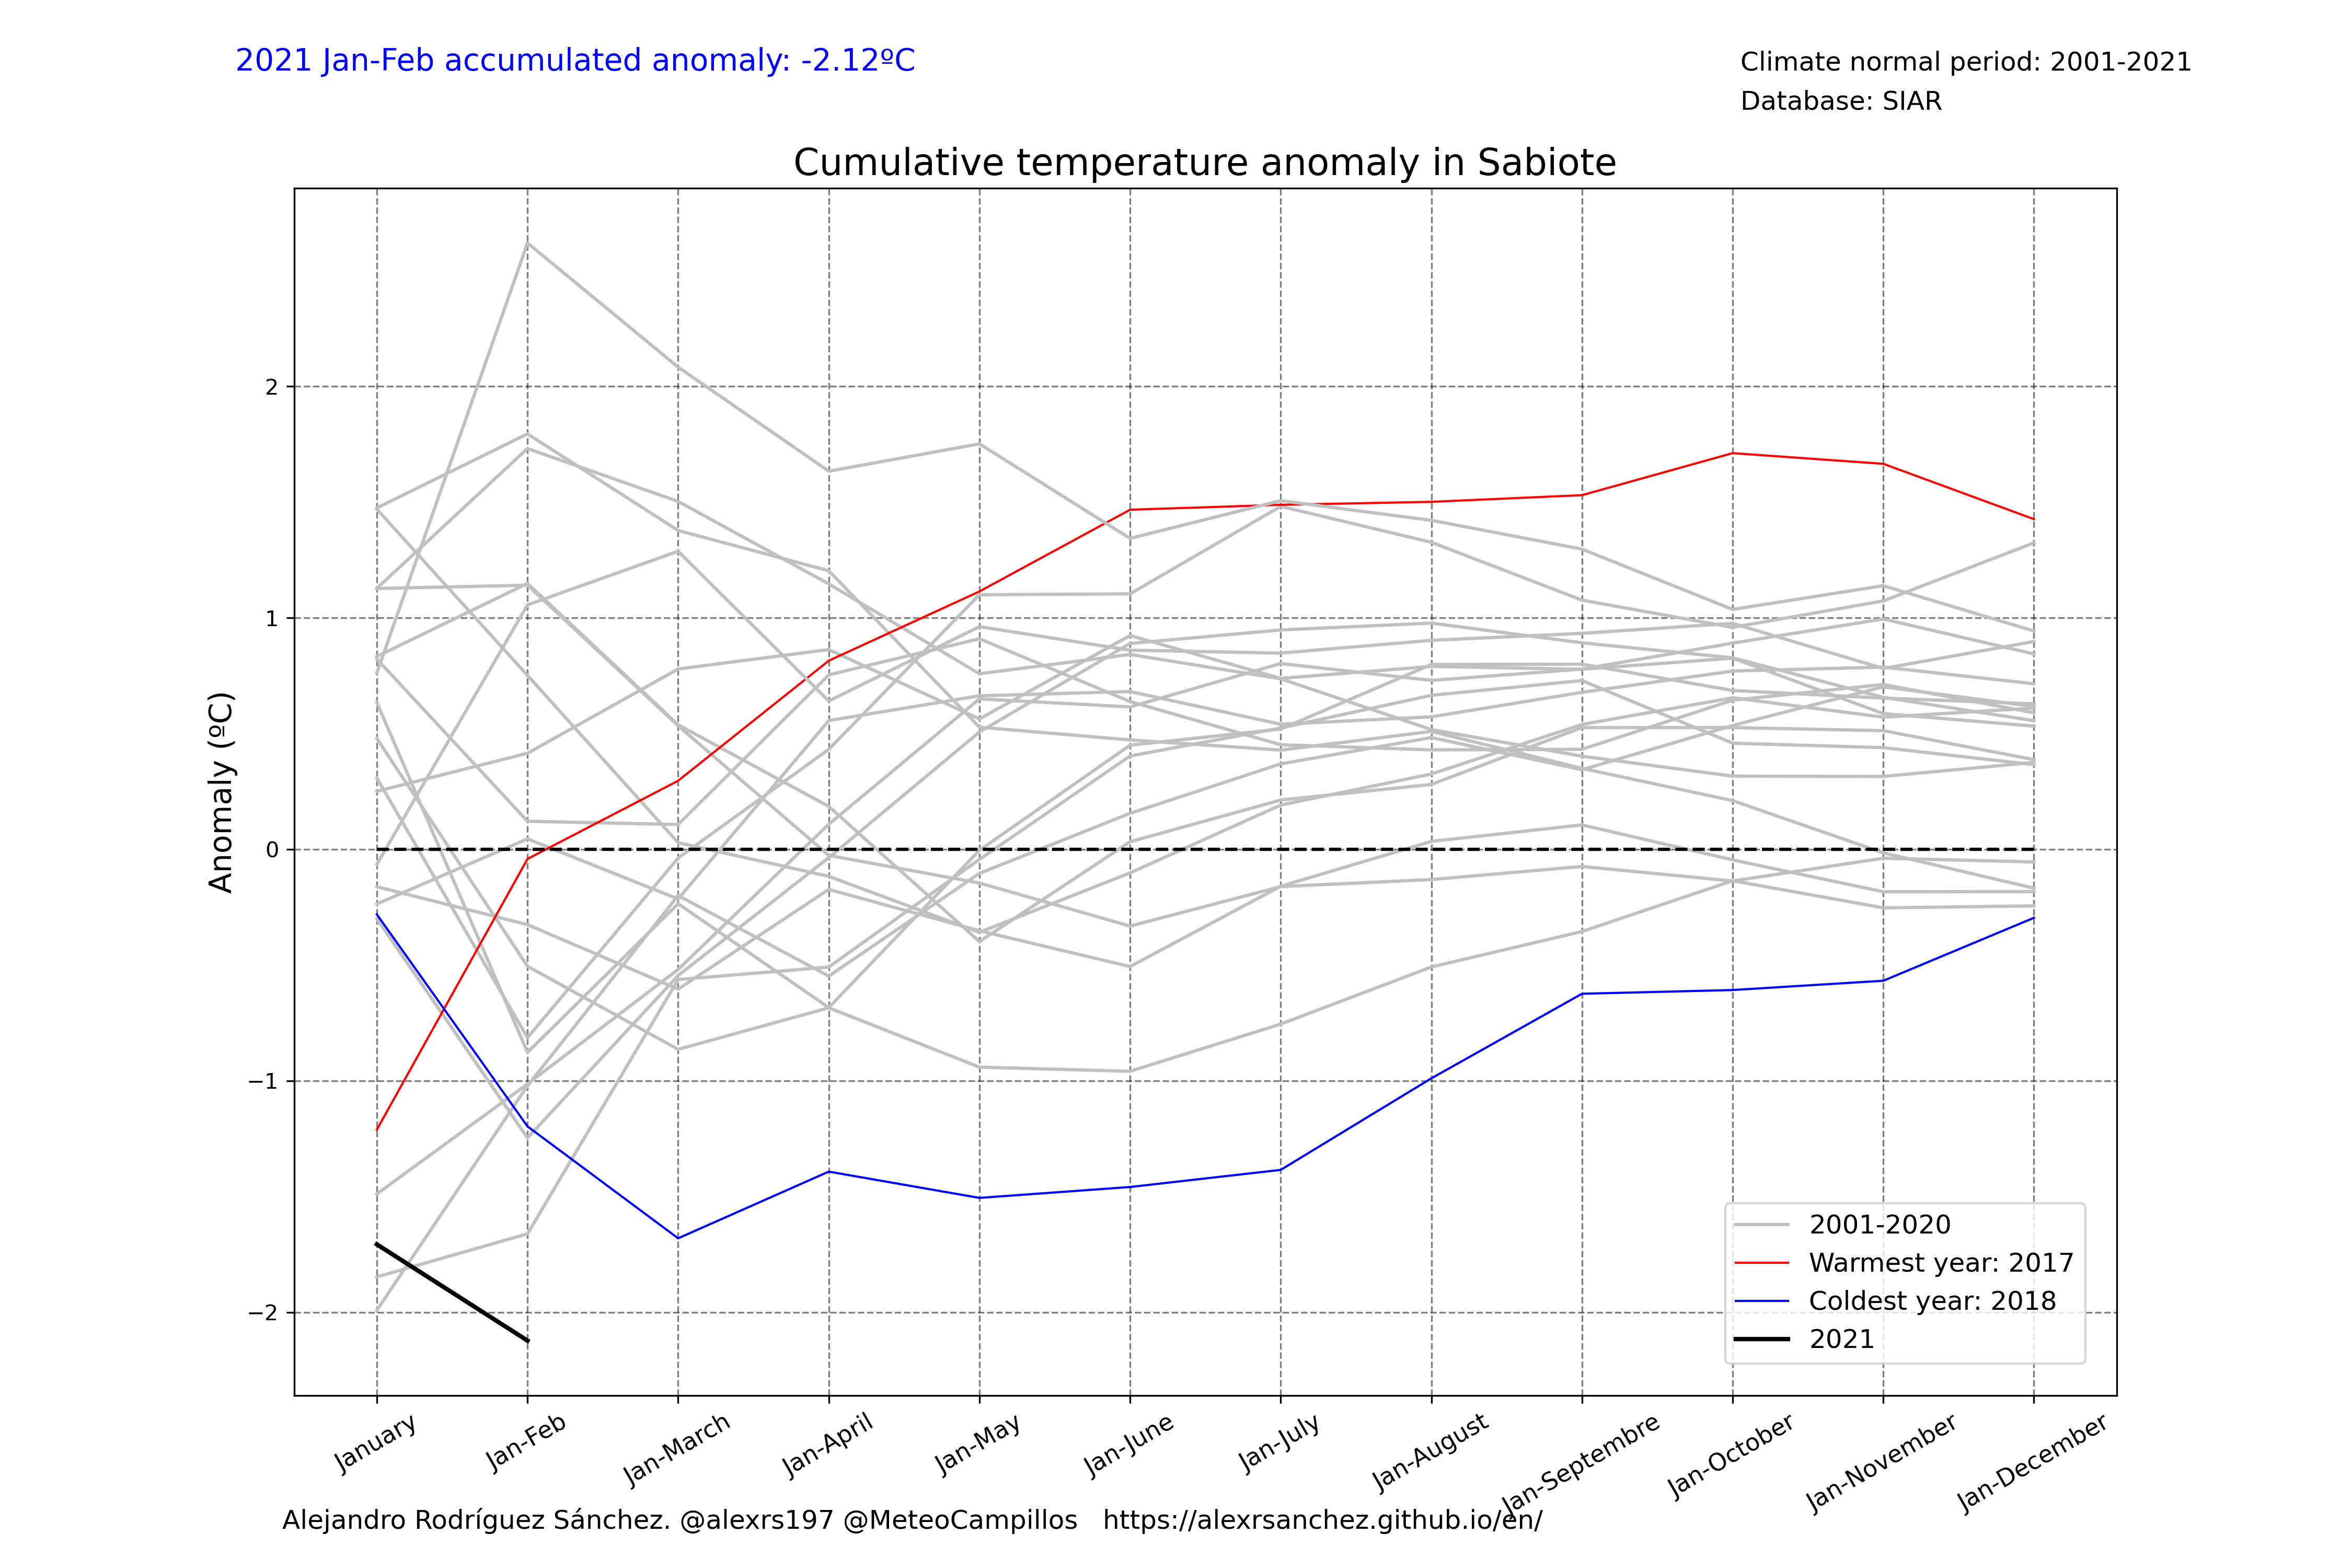 2021 Jan-Feb accumulated anomaly: -2.12ºC
Climate normal period: 2001-2021
Database: SIAR
Cumulative temperature anomaly in Sabiote
Anomaly (ºC)
2
1
0
−1
−2
2001-2020
Warmest year: 2017
Coldest year: 2018
2021
January
Jan-Feb
Jan-March
Jan-April
Jan-May
Jan-June
Jan-July
Jan-August
Jan-Septembre
Jan-October
Jan-November
Jan-December
Alejandro Rodríguez Sánchez. @alexrs197 @MeteoCampillos   https://alexrsanchez.github.io/en/